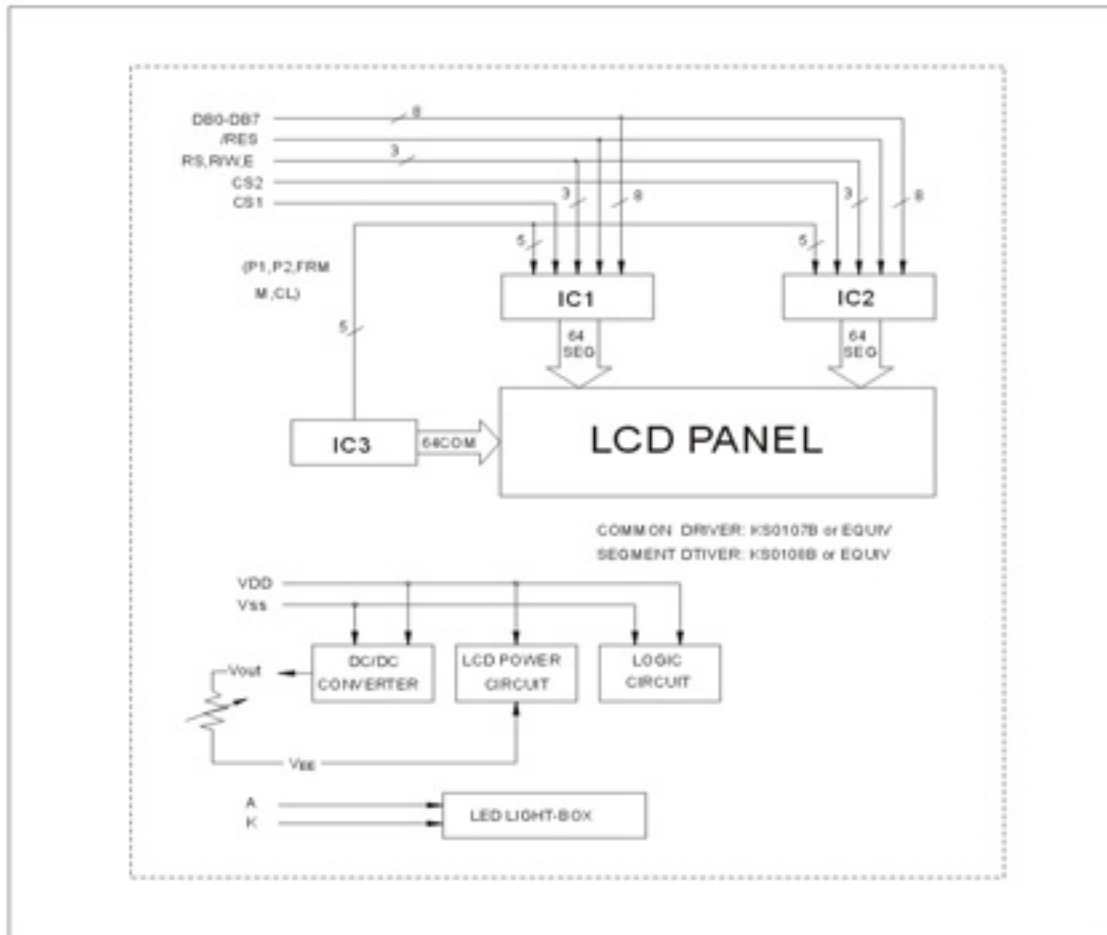 DB0-DB7
8
/RES
RS,R/W,E
3
CS2
CS1
3
8
3
8
5
5
(P1,P2,FRM
M,CL)
IC1
IC2
5
64
SEG
64
SEG
IC3
64COM
LCD PANEL
COMMON DRIVER: KS0107B or EQUIV
SEGMENT DTIVER: KS0108B or EQUIV
VDD
Vss
Vout
DC/DC
CONVERTER
LCD POWER
CIRCUIT
LOGIC
CIRCUIT
VEE
A
K
LED LIGHT-BOX